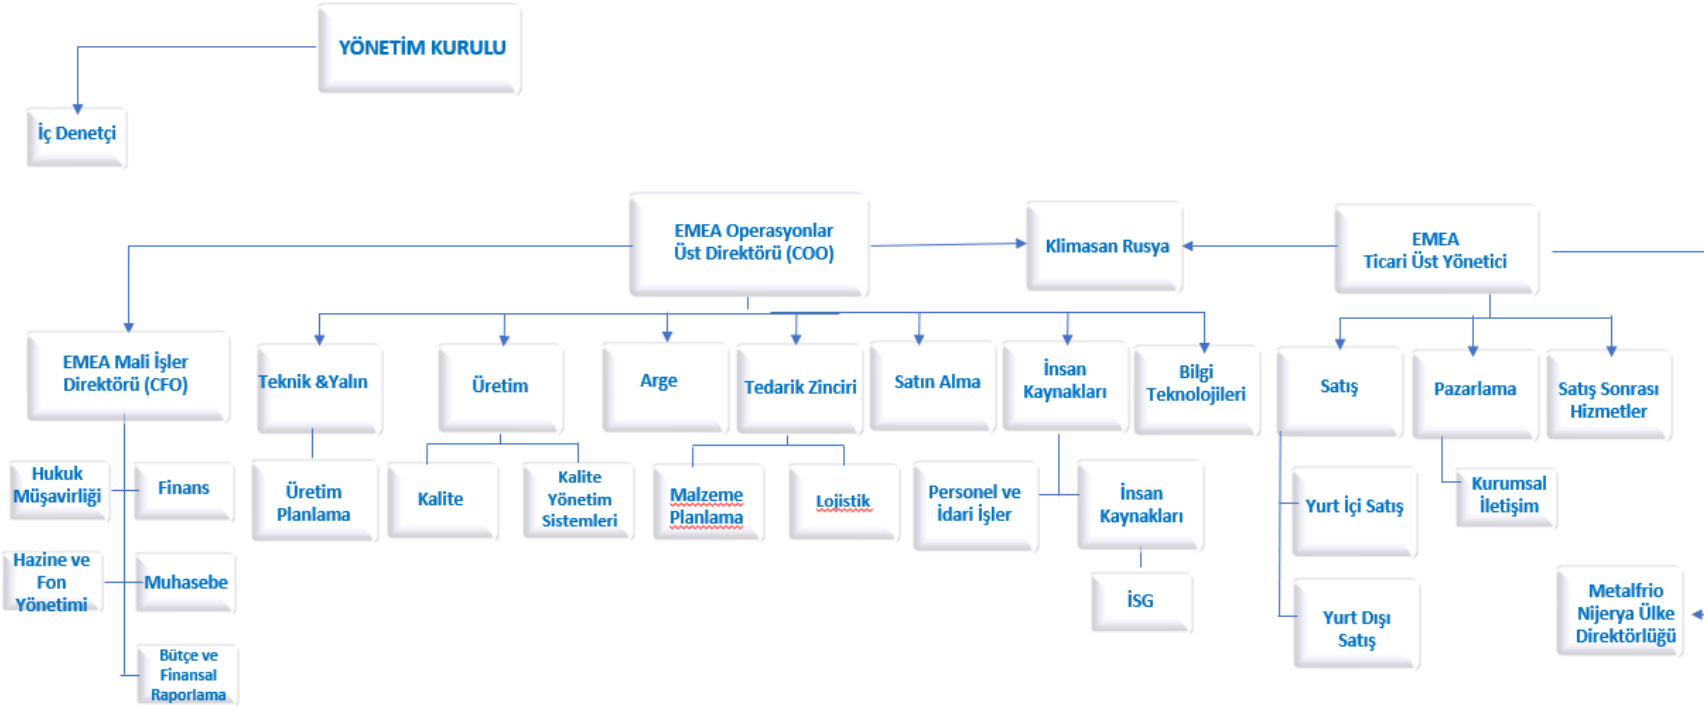 YÖNETİM KURULU
İç Denetçi
EMEA Operasyonlar
Üst Direktörü (COO)
Klimasan Rusya
EMEA
Ticari Üst Yönetici
EMEA Mali İşler
Direktörü (CFO)
Teknik &Yalın
Üretim
Arge
Tedarik Zinciri
Satın Alma
İnsan
Kaynakları
Bilgi
Teknolojileri
Satış
Pazarlama
Satış Sonrası
Hizmetler
Hukuk
Müşavirliği
Finans
Üretim
Planlama
Kalite
Kalite
Yönetim
Sistemleri
Malzeme
Planlama
Lojistik
Personel ve
İdari İşler
İnsan
Kaynakları
Yurt İçi Satış
Kurumsal
İletişim
Hazine ve
Fon
Yönetimi
Muhasebe
İSG
Yurt Dışı
Satış
Metalfrio
Nijerya Ülke
Direktörlüğü
Bütçe ve
Finansal
Raporlama